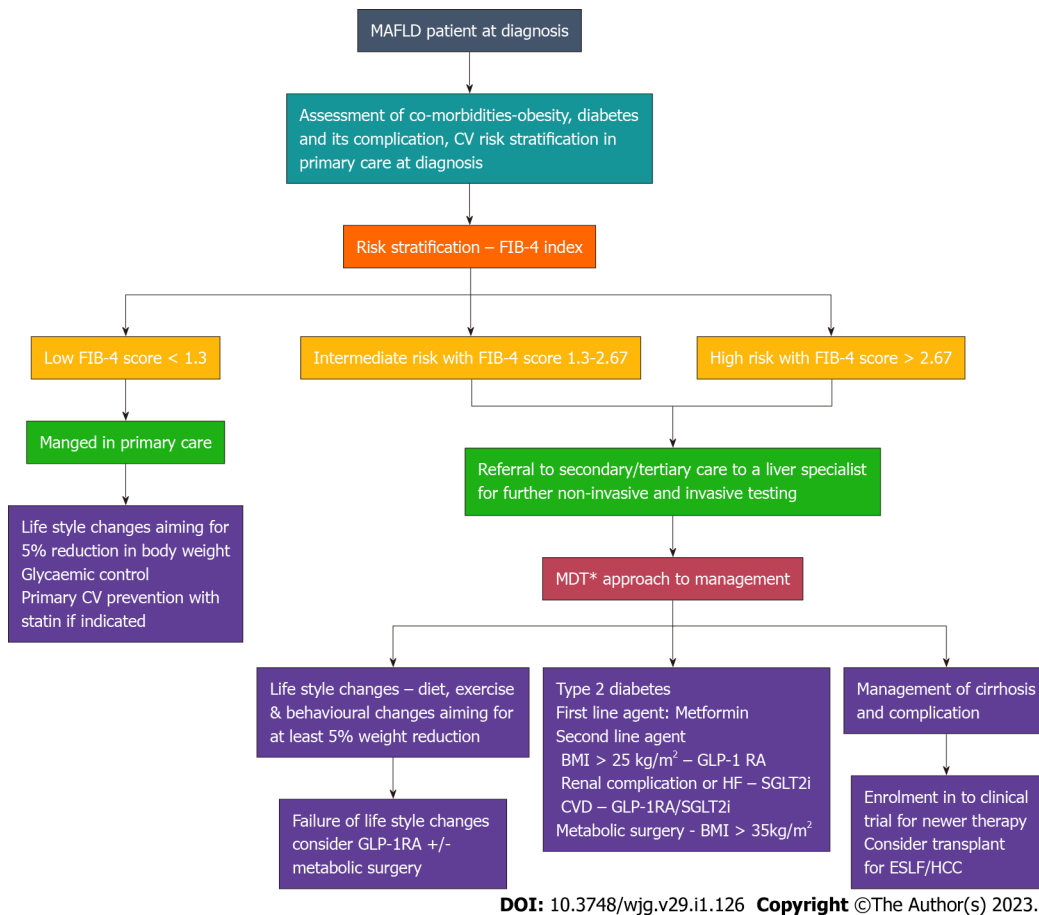 MAFLD patient at diagnosis
Assessment of co-morbidities-obesity, diabetes
and its complication, CV risk stratification in
primary care at diagnosis
Risk stratification – FIB-4 index
Low FIB-4 score < 1.3
Intermediate risk with FIB-4 score 1.3-2.67
High risk with FIB-4 score > 2.67
Manged in primary care
Referral to secondary/tertiary care to a liver specialist
for further non-invasive and invasive testing
Life style changes aiming for
5% reduction in body weight
Glycaemic control
Primary CV prevention with
statin if indicated
MDT* approach to management
Life style changes – diet, exercise
& behavioural changes aiming for
at least 5% weight reduction
Type 2 diabetes
First line agent: Metformin
Second line agent
BMI > 25 kg/m² – GLP-1 RA
Renal complication or HF – SGLT2i
CVD – GLP-1RA/SGLT2i
Metabolic surgery - BMI > 35kg/m²
Management of cirrhosis
and complication
Failure of life style changes
consider GLP-1RA +/-
metabolic surgery
Enrolment in to clinical
trial for newer therapy
Consider transplant
for ESLF/HCC
DOI: 10.3748/wjg.v29.i1.126 Copyright ©The Author(s) 2023.